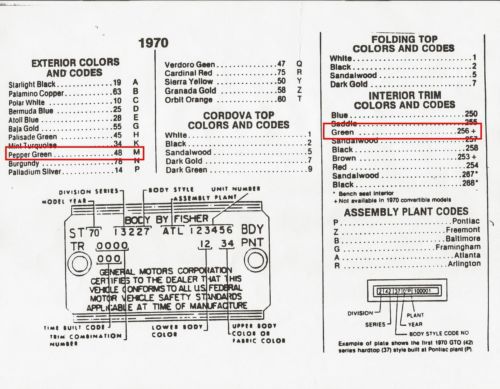 1970
EXTERIOR COLORS
AND CODES
Starlight Black 19 A
Palamino Copper 63 B
Polar White 10 C
Bermuda Blue 25 D
Atoll Blue 28 E
Baja Gold 55 G
Palisade Green 45 H
Mint Turquoise 34 K
Pepper Green 48 M
Burgundy 78 N
Palladium Silver 14 P
Verdoro Geen 47 Q
Cardinal Red 75 R
Sierra Yellow 50 Y
Granada Gold 58 Z
Orbit Orange 60 T
CORDOVA TOP
COLORS AND CODES
White 1
Black 2
Sandalwood 5
Dark Gold 7
Dark Green 9
FOLDING TOP
COLORS AND CODES
White 1
Black 2
Sandalwood 5
Dark Gold 7
INTERIOR TRIM
COLORS AND CODES
Blue 250
Saddle 255
Green 256 +
Sandalwood 257
Black 258
Brown 253 +
Red 254
Sandalwood 267*
Black 268*
* Bench seat interior
+ Not available in 1970 convertible models
ASSEMBLY PLANT CODES
P Pontiac
Z Freemont
B Baltimore
G Framingham
A Atlanta
R Arlington
DIVISION SERIES
BODY STYLE
UNIT NUMBER
MODEL YEAR
ASSEMBLY PLANT
BODY BY FISHER
ST 70 13227 ATL 123456 BDY
TR 0000 12, 34 PNT
000
GENERAL MOTORS CORPORATION
CERTIFIES TO THE DEALER THAT THIS
VEHICLE CONFORMS TO ALL U.S. FEDERAL
MOTOR VEHICLE SAFETY STANDARDS
APPLICABLE AT TIME OF MANUFACTURE
TIME BUILT CODE
TRIM COMBINATION
NUMBER
LOWER BODY
COLOR
UPPER BODY
COLOR OR
FABRIC COLOR
242 37 0 P 100001
DIVISION
SERIES
PLANT
YEAR
BODY STYLE CODE NO
Example of plate shows the first 1970 GTO (42)
series hardtop (37) style built at Pontiac plant (P)